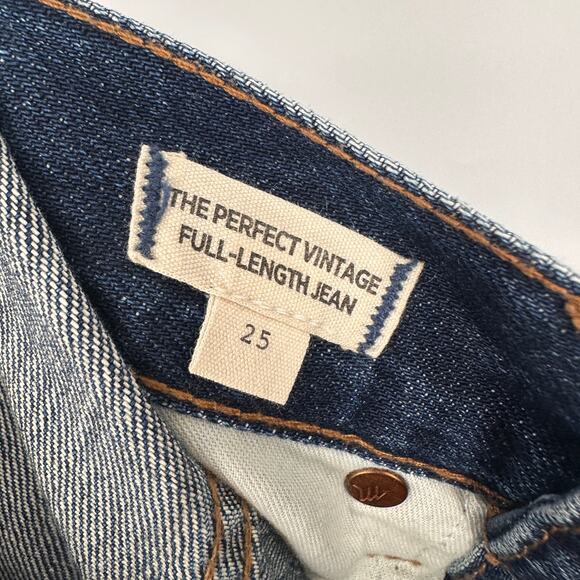 THE PERFECT VINTAGE
FULL-LENGTH JEAN
25